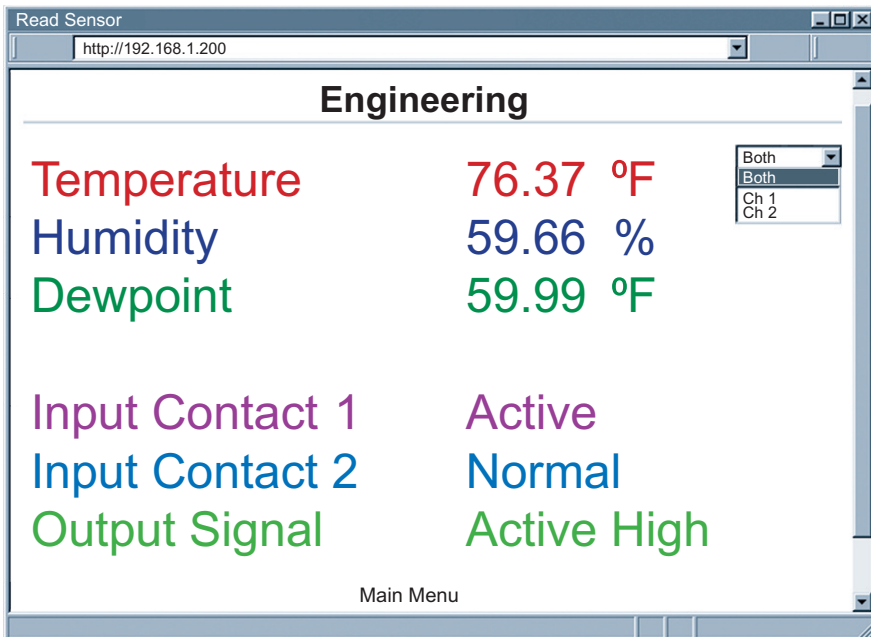 Read Sensor
http://192.168.1.200
Engineering
Temperature 76.37 ºF
Humidity 59.66 %
Dewpoint 59.99 ºF
Both
Both
Ch 1
Ch 2
Input Contact 1 Active
Input Contact 2 Normal
Output Signal Active High
Main Menu